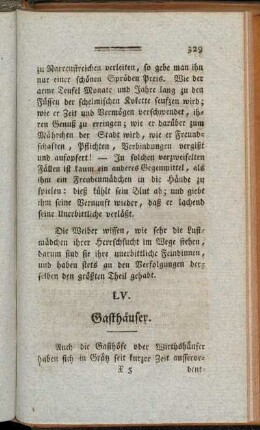 329
zu Narrenstreichen verleiten, so gebe man ihn
nur einer schönen Spröden Preis. Wie der
arme Teufel Monate und Jahre lang zu den
Füssen der schelmischen Kokette seufzen wird;
wie er Zeit und Vermögen verschwendet, ih-
ren Genuß zu erringen; wie er darüber zum
Mährchen der Stadt wird, wie er Freund-
schaften, Pflichten, Verbindungen vergißt
und aufopfert! — In solchen verzweifelten
Fällen ist kaum ein anderes Gegenmittel, als
ihm ein Freudenmädchen in die Hände zu
spielen: dieß kühlt sein Blut ab; und giebt
ihm seine Vernunft wieder, daß er lachend
seine Unerbittliche verläßt.
Die Weiber wissen, wie sehr die Lust-
mädchen ihrer Herrschsucht im Wege stehen,
darum sind sie ihre unerbittliche Feindinnen,
und haben stets an den Verfolgungen der-
selben den größten Theil gehabt.
LV.
Gasthäuser.
Auch die Gasthöfe oder Wirthshäuser
haben sich in Grätz seit kurzer Zeit ausseror-
X 5 dent-